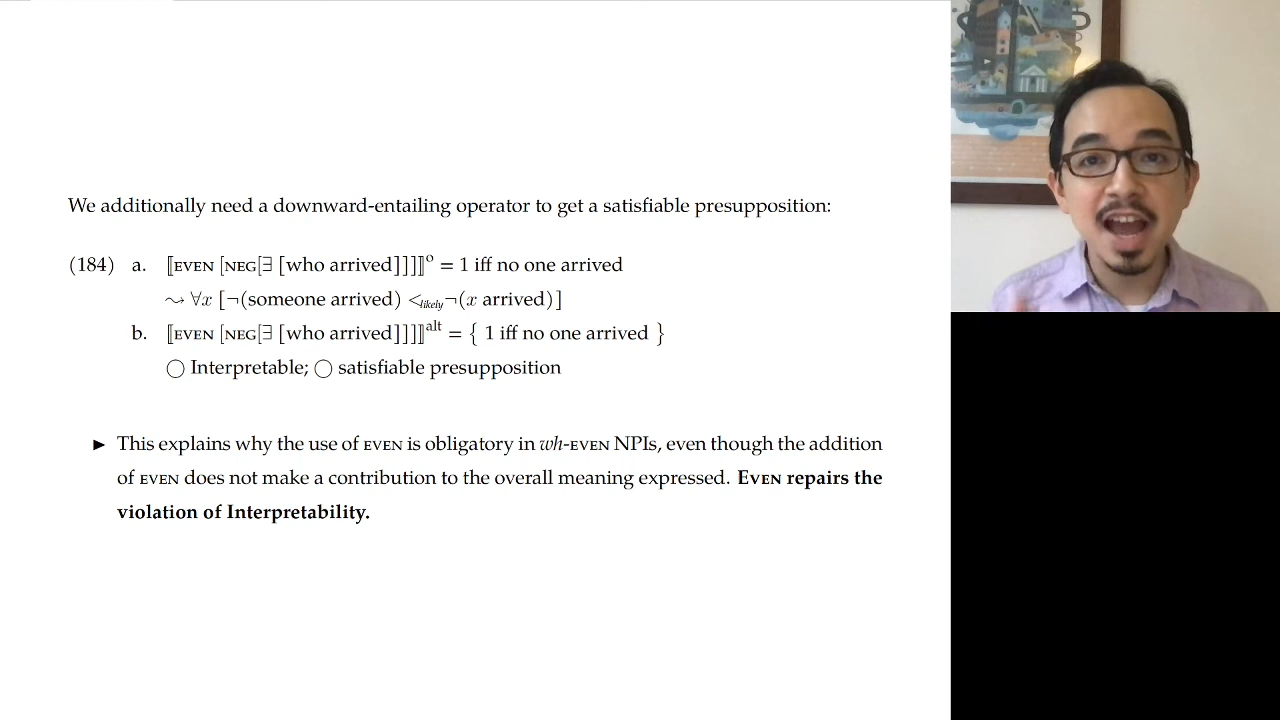 We additionally need a downward-entailing operator to get a satisfiable presupposition:
(184) a. ⟦EVEN [NEG[∃ [who arrived]]]⟧ᵒ = 1 iff no one arrived
⤳ ∀x [¬(someone arrived) <likely ¬(x arrived)]
b. ⟦EVEN [NEG[∃ [who arrived]]]⟧ᵃˡᵗ = { 1 iff no one arrived }
◯ Interpretable; ◯ satisfiable presupposition
► This explains why the use of EVEN is obligatory in wh-EVEN NPIs, even though the addition
of EVEN does not make a contribution to the overall meaning expressed. EVEN repairs the
violation of Interpretability.